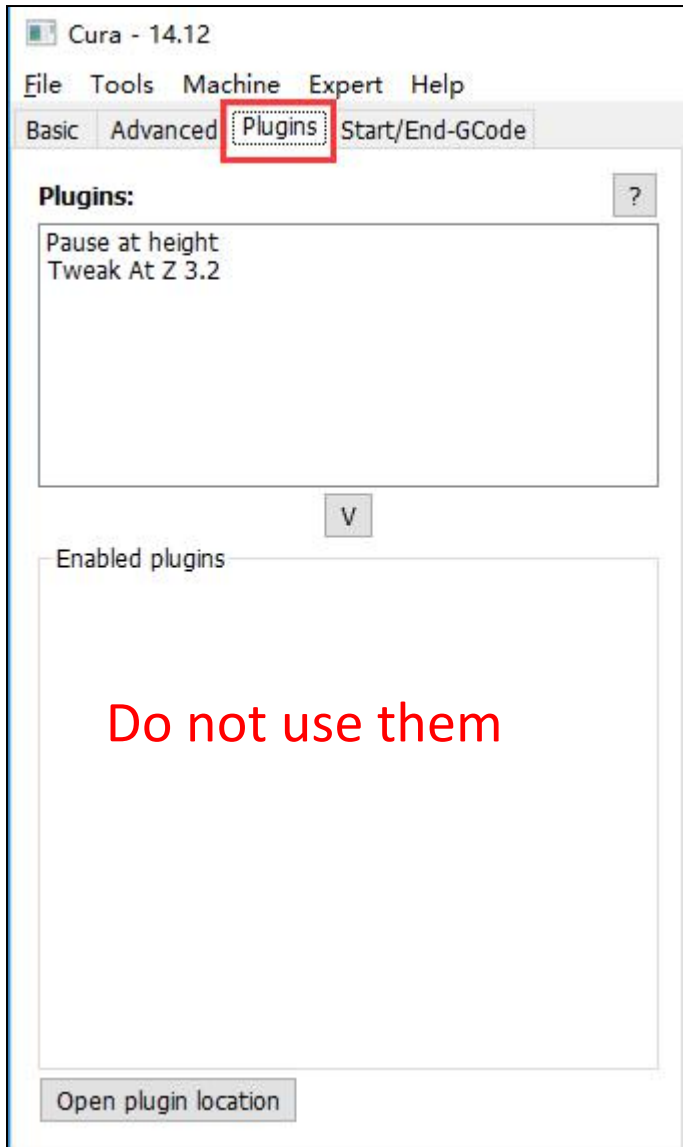 Cura - 14.12
File Tools Machine Expert Help
Basic Advanced Plugins Start/End-GCode
Plugins: ?
Pause at height
Tweak At Z 3.2
V
Enabled plugins
Do not use them
Open plugin location